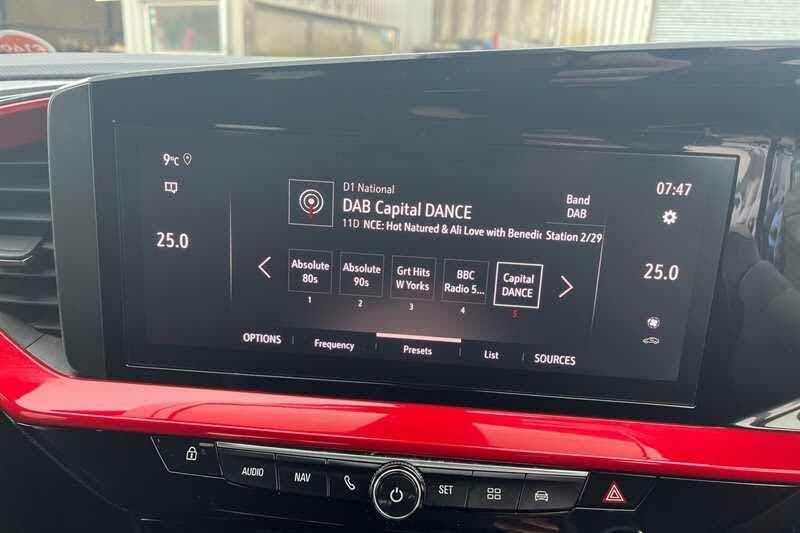 9°C
07:47
D1 National
DAB Capital DANCE
Band
DAB
11D NCE: Hot Natured & Ali Love with Benedic Station 2/29
25.0
25.0
Absolute
80s
1
Absolute
90s
2
Grt Hits
W Yorks
3
BBC
Radio 5...
4
Capital
DANCE
5
OPTIONS
Frequency
Presets
List
SOURCES
AUDIO
NAV
SET